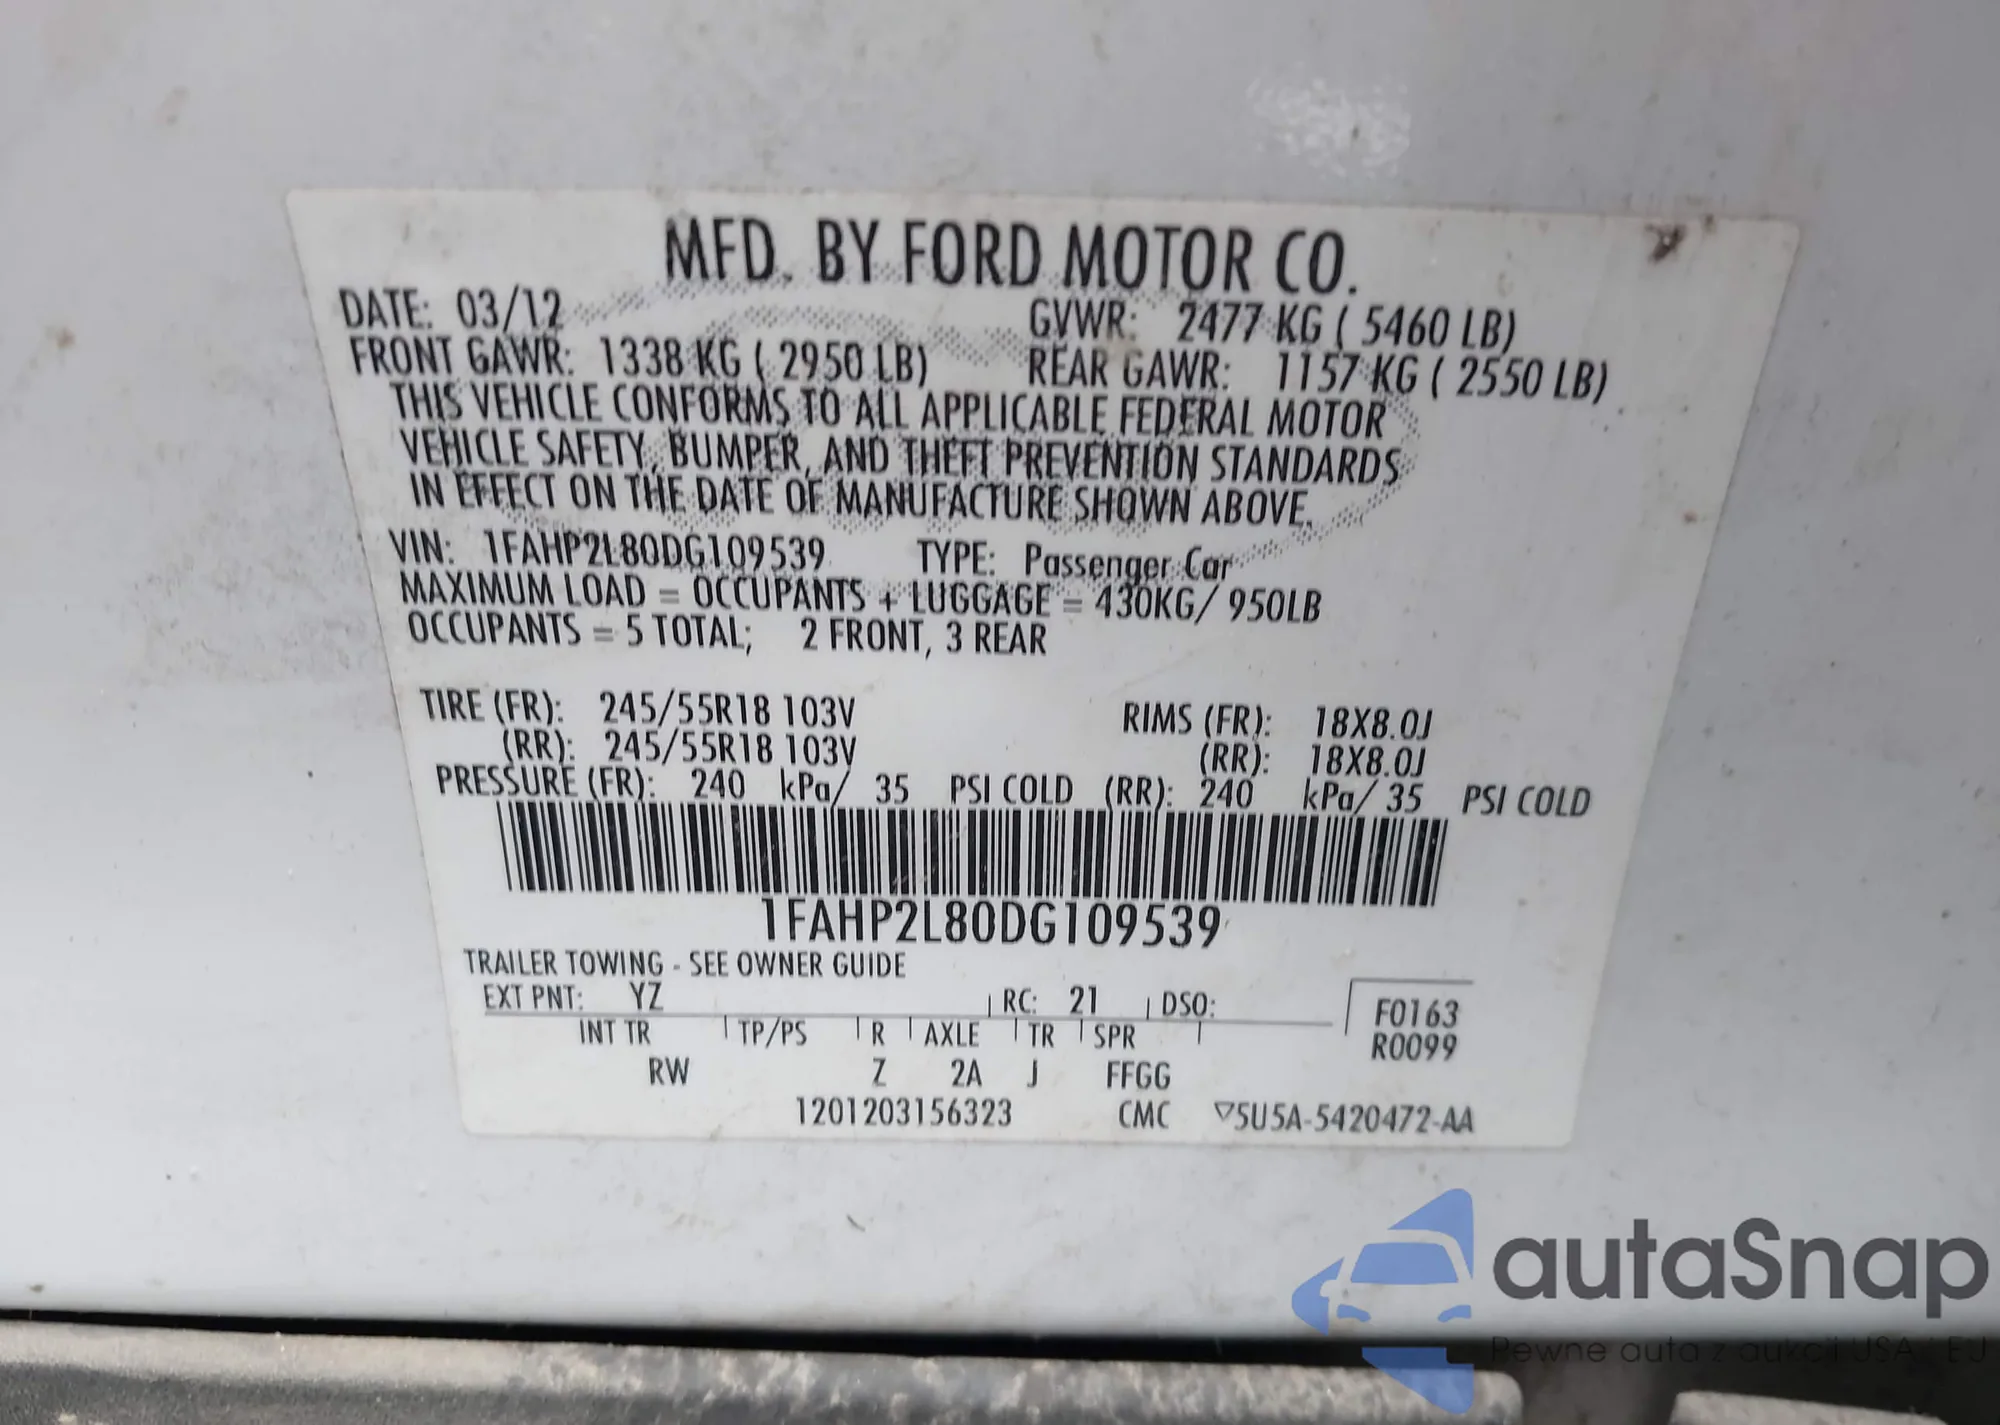 MFD. BY FORD MOTOR CO.
DATE: 03/12 GVWR: 2477 KG ( 5460 LB)
FRONT GAWR: 1338 KG ( 2950 LB) REAR GAWR: 1157 KG ( 2550 LB)
THIS VEHICLE CONFORMS TO ALL APPLICABLE FEDERAL MOTOR
VEHICLE SAFETY, BUMPER, AND THEFT PREVENTION STANDARDS
IN EFFECT ON THE DATE OF MANUFACTURE SHOWN ABOVE.
VIN: 1FAHP2L80DG109539 TYPE: Passenger Car
MAXIMUM LOAD = OCCUPANTS + LUGGAGE = 430KG/ 950LB
OCCUPANTS = 5 TOTAL; 2 FRONT, 3 REAR
TIRE (FR): 245/55R18 103V RIMS (FR): 18X8.0J
(RR): 245/55R18 103V (RR): 18X8.0J
PRESSURE (FR): 240 kPa/ 35 PSI COLD (RR): 240 kPa/ 35 PSI COLD
1FAHP2L80DG109539
TRAILER TOWING - SEE OWNER GUIDE
EXT PNT: YZ RC: 21 DSO: F0163
INT TR TP/PS R AXLE TR SPR R0099
RW Z 2A J FFGG
1201203156323 CMC ▽5U5A-5420472-AA
autaSnap
Pewne auta z aukcji USA / EU